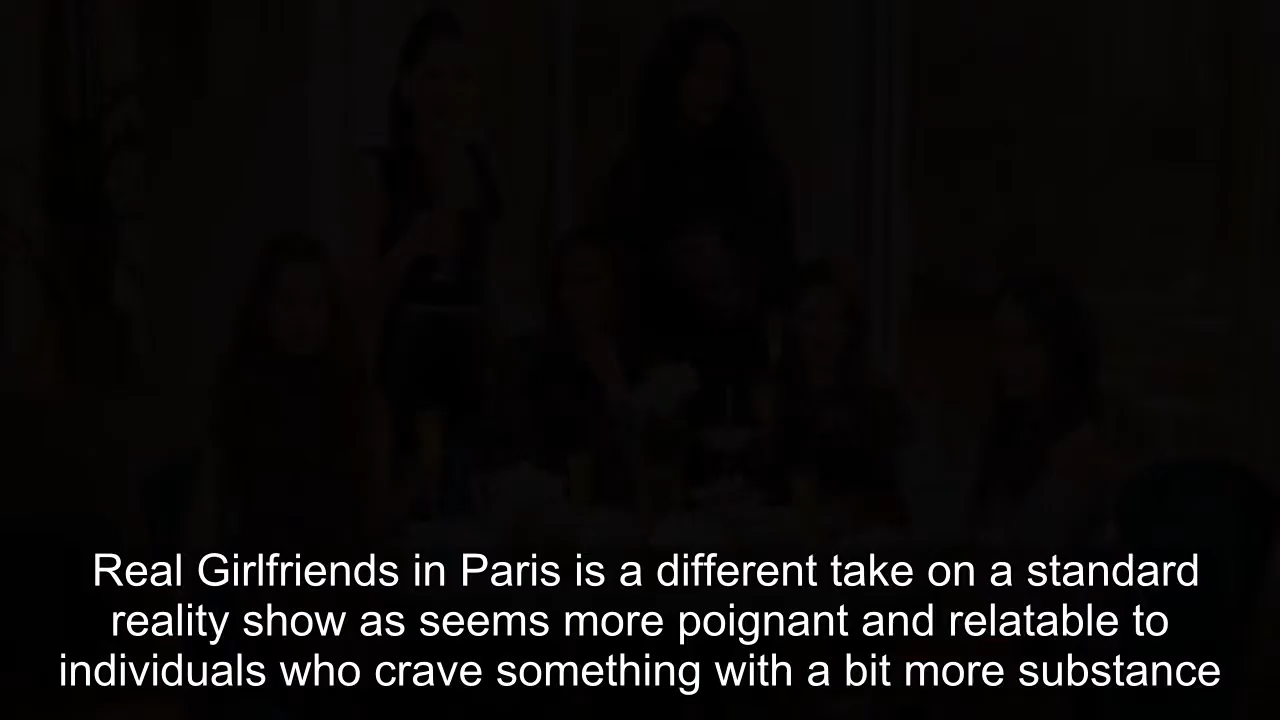 Real Girlfriends in Paris is a different take on a standard
reality show as seems more poignant and relatable to
individuals who crave something with a bit more substance